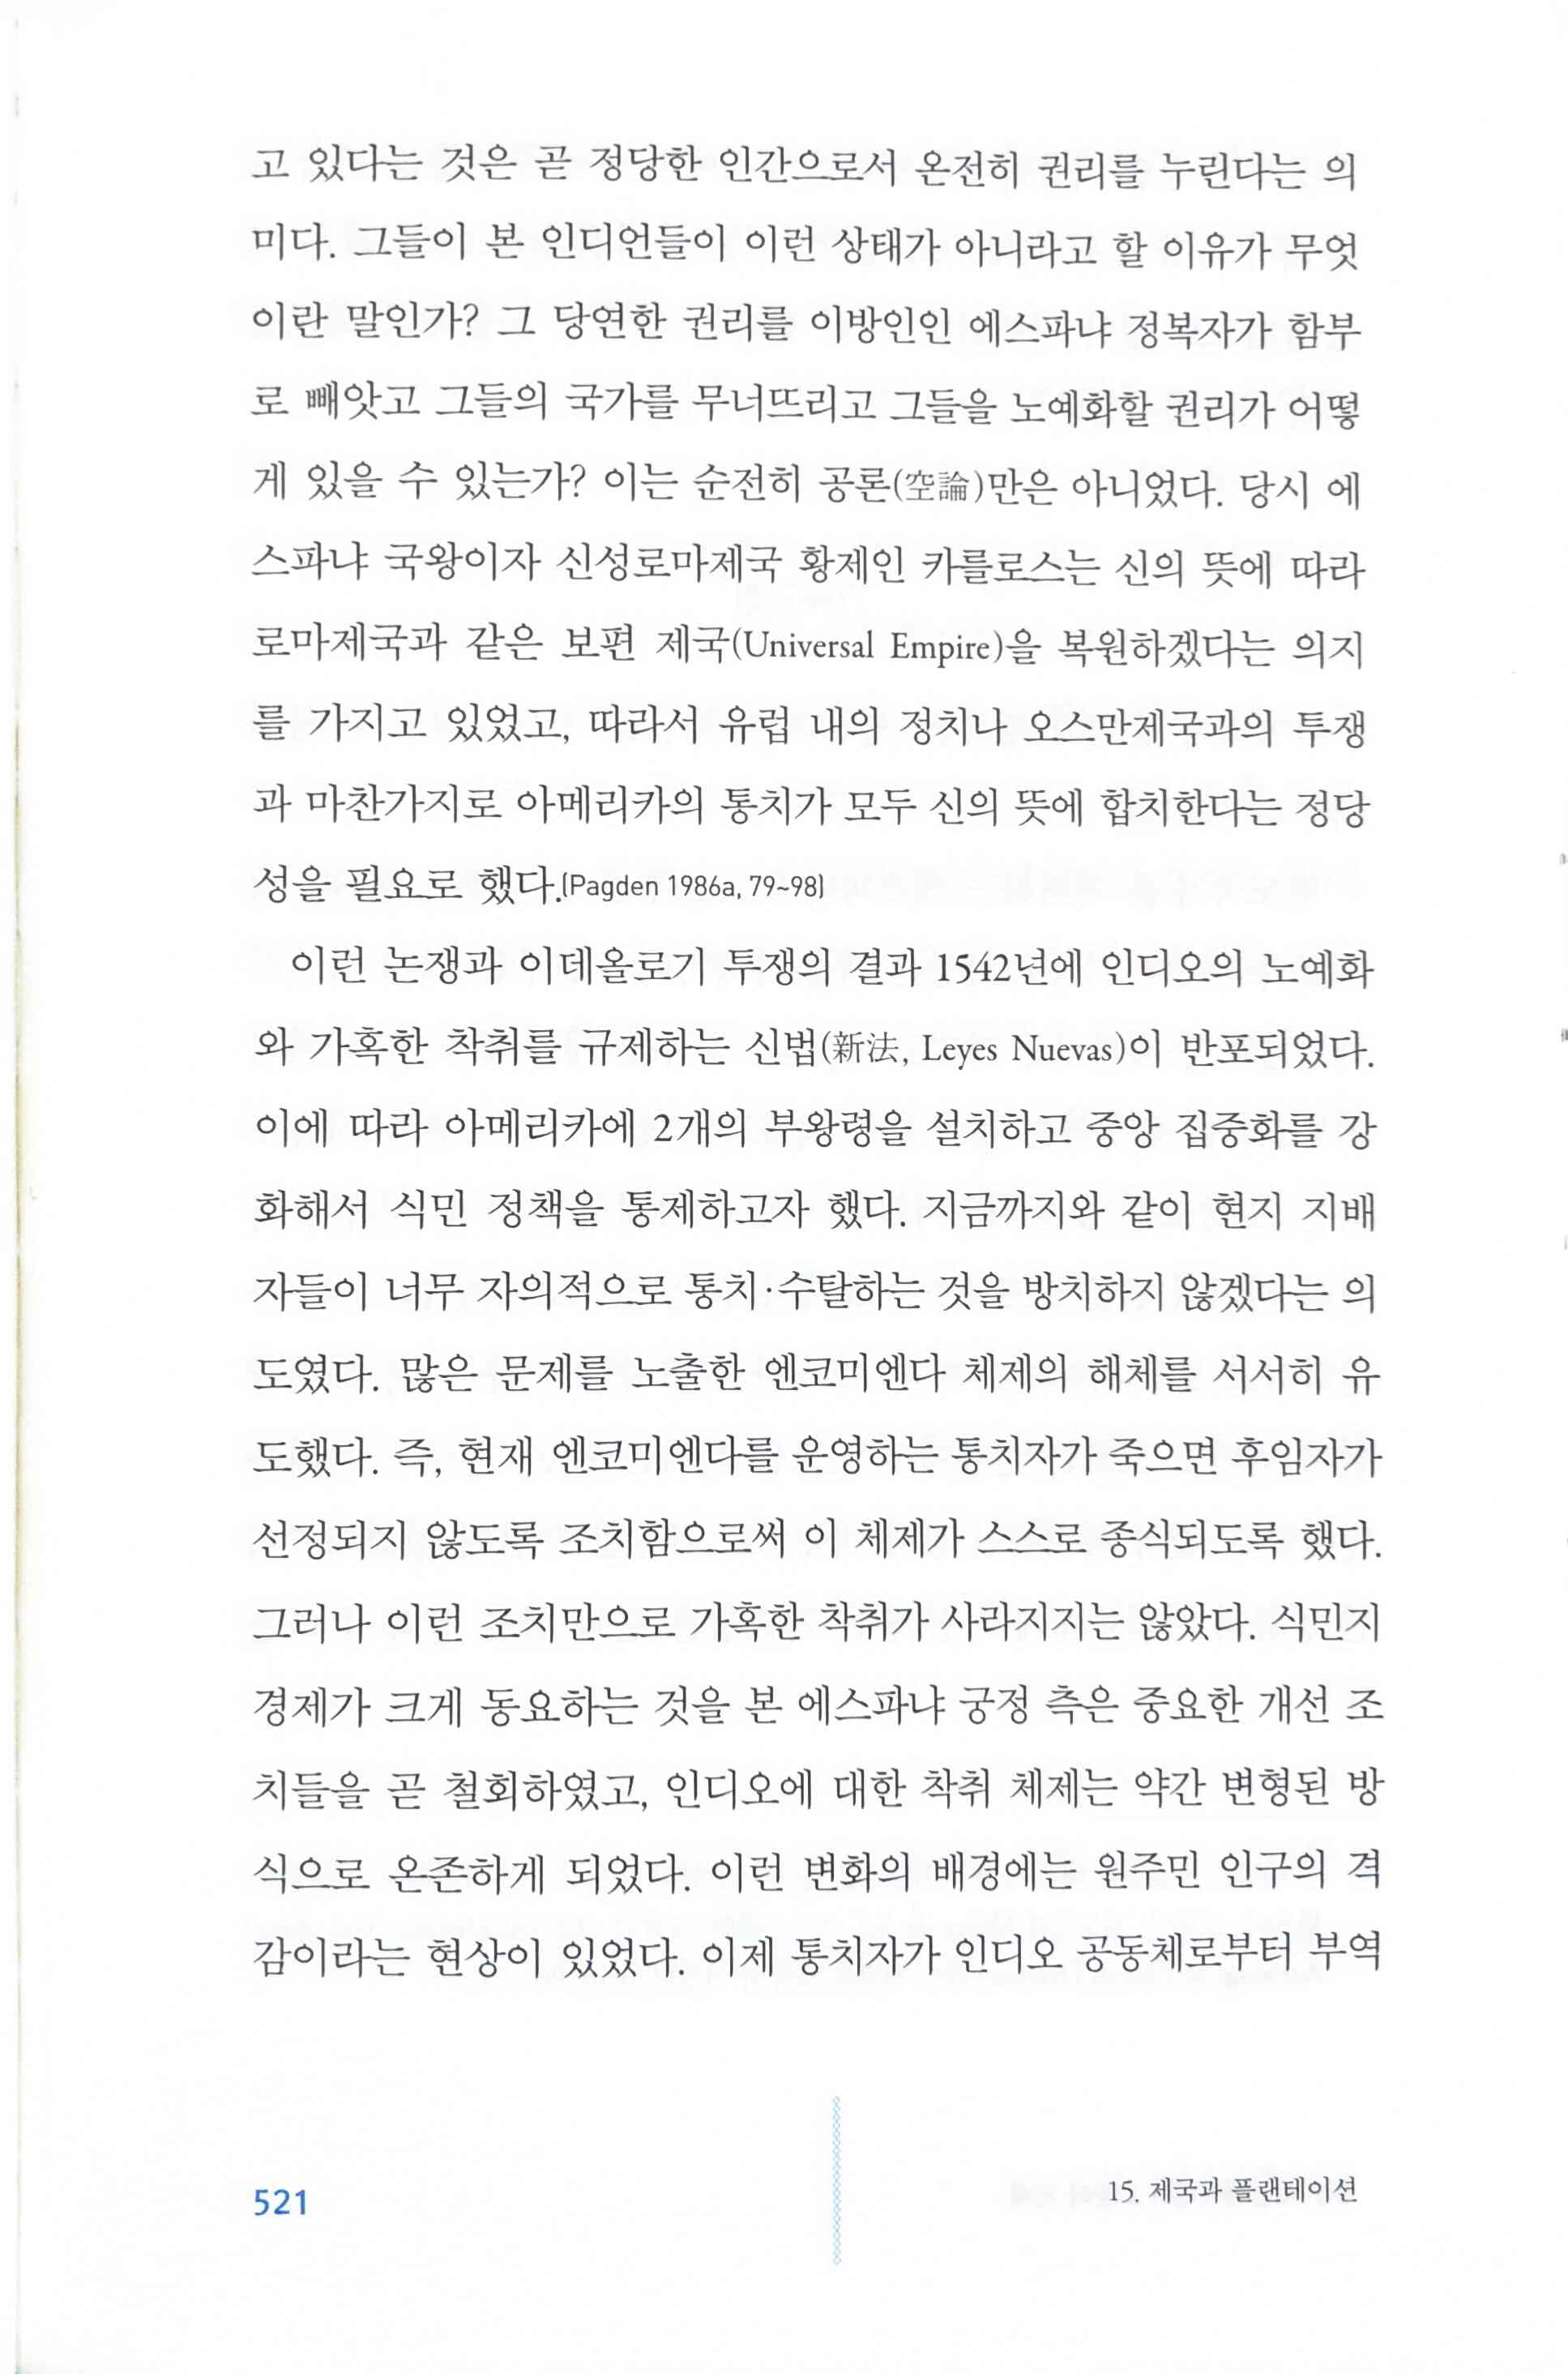 고 있다는 것은 곧 정당한 인간으로서 온전히 권리를 누린다는 의
미다. 그들이 본 인디언들이 이런 상태가 아니라고 할 이유가 무엇
이란 말인가? 그 당연한 권리를 이방인인 에스파냐 정복자가 함부
로 빼앗고 그들의 국가를 무너뜨리고 그들을 노예화할 권리가 어떻
게 있을 수 있는가? 이는 순전히 공론(空論)만은 아니었다. 당시 에
스파냐 국왕이자 신성로마제국 황제인 카를로스는 신의 뜻에 따라
로마제국과 같은 보편 제국(Universal Empire)을 복원하겠다는 의지
를 가지고 있었고, 따라서 유럽 내의 정치나 오스만제국과의 투쟁
과 마찬가지로 아메리카의 통치가 모두 신의 뜻에 합치한다는 정당
성을 필요로 했다.(Pagden 1986a, 79~98)
이런 논쟁과 이데올로기 투쟁의 결과 1542년에 인디오의 노예화
와 가혹한 착취를 규제하는 신법(新法, Leyes Nuevas)이 반포되었다.
이에 따라 아메리카에 2개의 부왕령을 설치하고 중앙 집중화를 강
화해서 식민 정책을 통제하고자 했다. 지금까지와 같이 현지 지배
자들이 너무 자의적으로 통치·수탈하는 것을 방치하지 않겠다는 의
도였다. 많은 문제를 노출한 엔코미엔다 체제의 해체를 서서히 유
도했다. 즉, 현재 엔코미엔다를 운영하는 통치자가 죽으면 후임자가
선정되지 않도록 조치함으로써 이 체제가 스스로 종식되도록 했다.
그러나 이런 조치만으로 가혹한 착취가 사라지지는 않았다. 식민지
경제가 크게 동요하는 것을 본 에스파냐 궁정 측은 중요한 개선 조
치들을 곧 철회하였고, 인디오에 대한 착취 체제는 약간 변형된 방
식으로 온존하게 되었다. 이런 변화의 배경에는 원주민 인구의 격
감이라는 현상이 있었다. 이제 통치자가 인디오 공동체로부터 부역
521
15. 제국과 플랜테이션